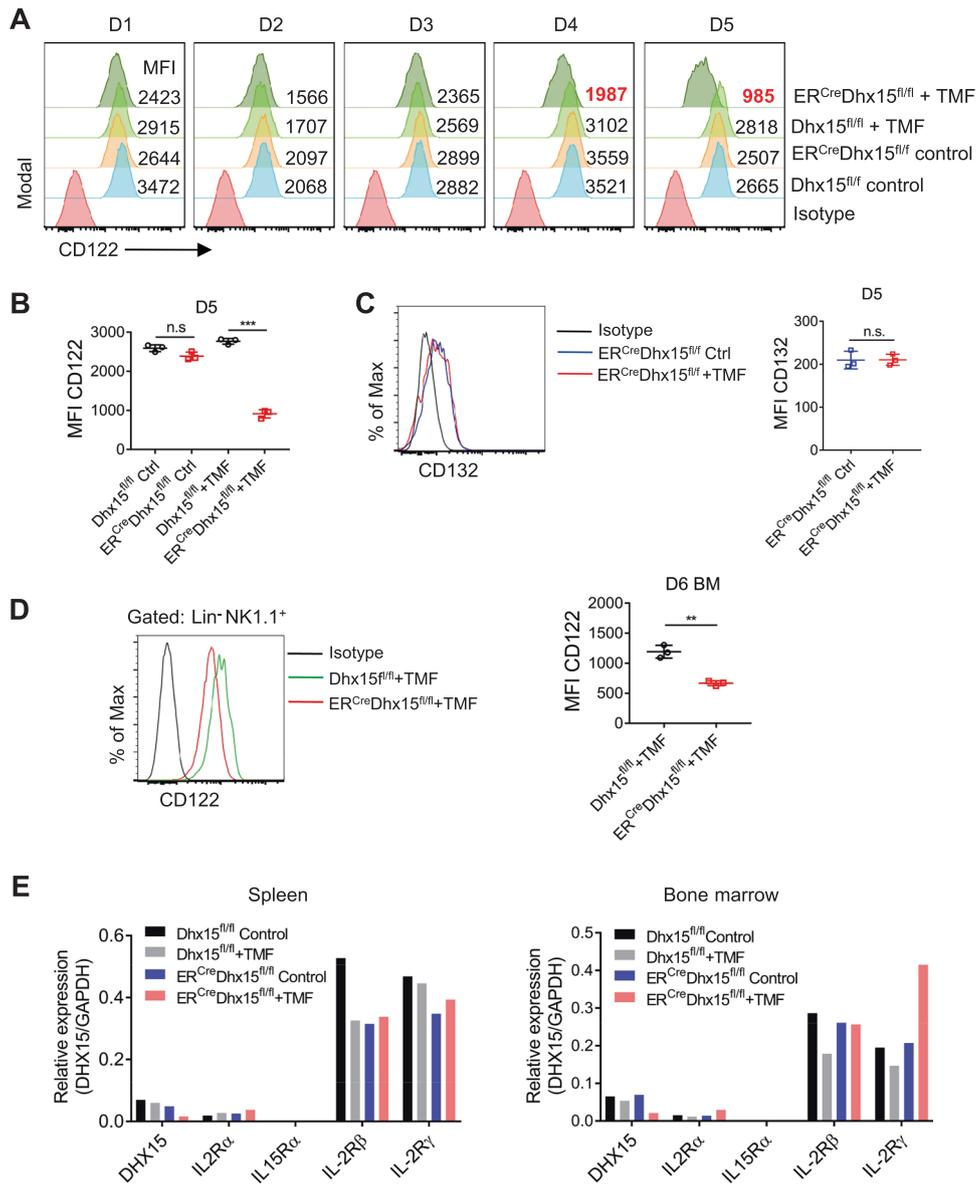 A
D1 D2 D3 D4 D5
MFI
2423 1566 2365 1987 985 ER^Cre Dhx15^fl/fl + TMF
2915 1707 2569 3102 2818 Dhx15^fl/fl + TMF
2644 2097 2899 3559 2507 ER^Cre Dhx15^fl/f control
3472 2068 2882 3521 2665 Dhx15^fl/f control
Isotype
Modal
CD122
B
D5
n.s
***
MFI CD122
3000
2000
1000
0
Dhx15^fl/fl Ctrl
ER^Cre Dhx15^fl/fl Ctrl
Dhx15^fl/fl +TMF
ER^Cre Dhx15^fl/fl +TMF
C
% of Max
CD132
Isotype
ER^Cre Dhx15^fl/f Ctrl
ER^Cre Dhx15^fl/f +TMF
D5
n.s.
MFI CD132
300
200
100
0
ER^Cre Dhx15^fl/fl Ctrl
ER^Cre Dhx15^fl/fl +TMF
D
Gated: Lin⁻ NK1.1⁺
% of Max
CD122
Isotype
Dhx15^fl/fl+TMF
ER^Cre Dhx15^fl/fl+TMF
D6 BM
**
MFI CD122
2000
1500
1000
500
0
Dhx15^fl/fl +TMF
ER^Cre Dhx15^fl/fl +TMF
E
Spleen
Relative expression
(DHX15/GAPDH)
0.6
0.4
0.2
0.0
Dhx15^fl/fl Control
Dhx15^fl/fl+TMF
ER^Cre Dhx15^fl/fl Control
ER^Cre Dhx15^fl/fl+TMF
DHX15
IL2Rα
IL15Rα
IL-2Rβ
IL-2Rγ
Bone marrow
Relative expression
(DHX15/GAPDH)
0.5
0.4
0.3
0.2
0.1
0.0
Dhx15^fl/fl Control
Dhx15^fl/fl+TMF
ER^Cre Dhx15^fl/fl Control
ER^Cre Dhx15^fl/fl+TMF
DHX15
IL2Rα
IL15Rα
IL-2Rβ
IL-2Rγ